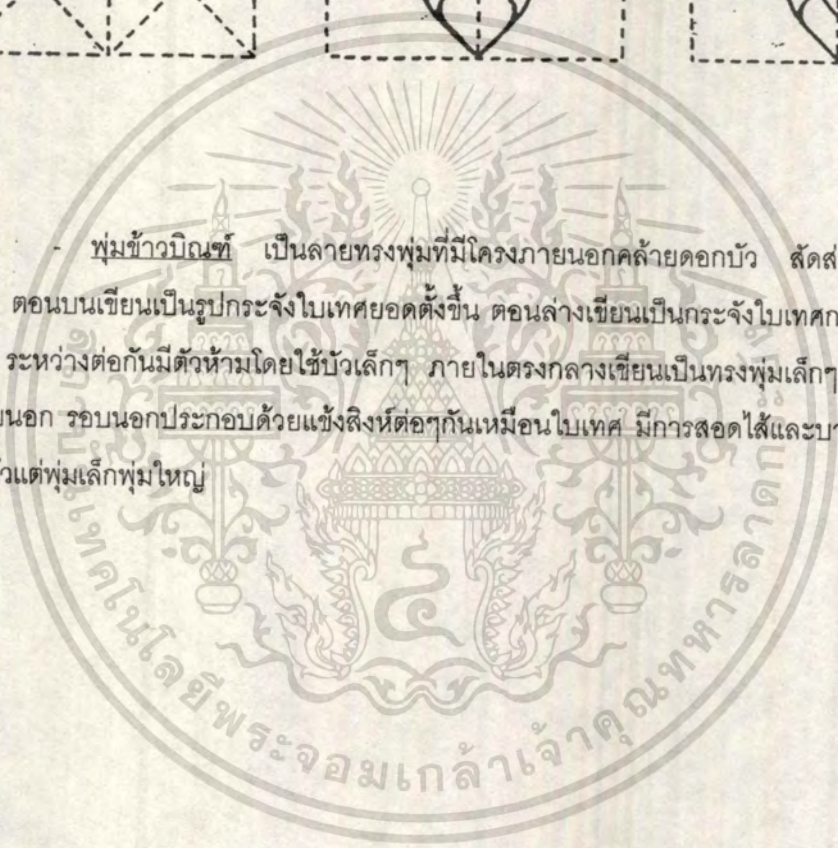 - พุ่มข้าวบิณฑ์ เป็นลายทรงพุ่มที่มีโครงภายนอกคล้ายดอกบัว สัดส
ตอนบนเขียนเป็นรูปกระจังใบเทศยอดตั้งขึ้น ตอนล่างเขียนเป็นกระจังใบเทศก
ระหว่างต่อกันมีตัวห้ามโดยใช้บัวเล็กๆ ภายในตรงกลางเขียนเป็นทรงพุ่มเล็กๆ
ยนอก รอบนอกประกอบด้วยแข้งสิงห์ต่อๆกันเหมือนใบเทศ มีการสอดไส้และบา
ัวแต่พุ่มเล็กพุ่มใหญ่
สถาบันเทคโนโลยีพระจอมเกล้าเจ้าคุณทหารลาดกระบัง